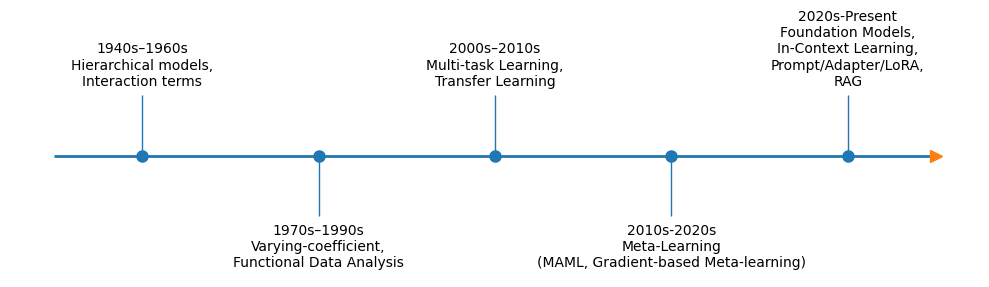 1940s–1960s
Hierarchical models,
Interaction terms
1970s–1990s
Varying-coefficient,
Functional Data Analysis
2000s–2010s
Multi-task Learning,
Transfer Learning
2010s-2020s
Meta-Learning
(MAML, Gradient-based Meta-learning)
2020s-Present
Foundation Models,
In-Context Learning,
Prompt/Adapter/LoRA,
RAG